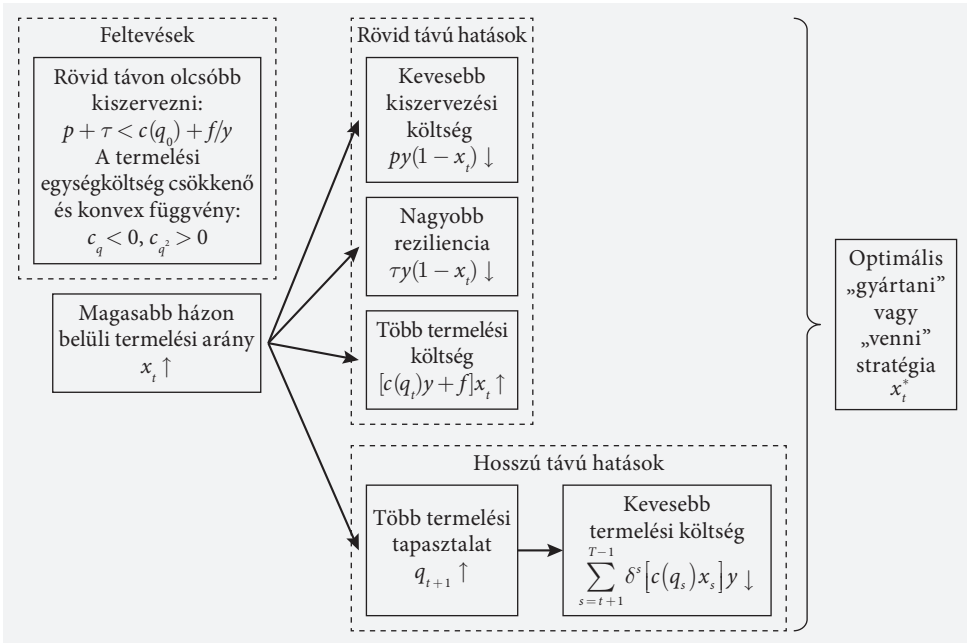 Feltevések
Rövid távon olcsóbb
kiszervezni:
p + τ < c(q₀) + f/y
A termelési
egységköltség csökkenő
és konvex függvény:
c_q < 0, c_q² > 0
Magasabb házon
belüli termelési arány
xₜ ↑
Rövid távú hatások
Kevesebb
kiszervezési
költség
py(1 − xₜ) ↓
Nagyobb
reziliencia
τy(1 − xₜ) ↓
Több termelési
költség
[c(qₜ)y + f]xₜ ↑
Hosszú távú hatások
Több termelési
tapasztalat
qₜ₊₁ ↑
Kevesebb
termelési költség
T−1
∑ δˢ[c(qₛ)xₛ]y ↓
s=t+1
Optimális
„gyártani”
vagy
„venni”
stratégia
xₜ*